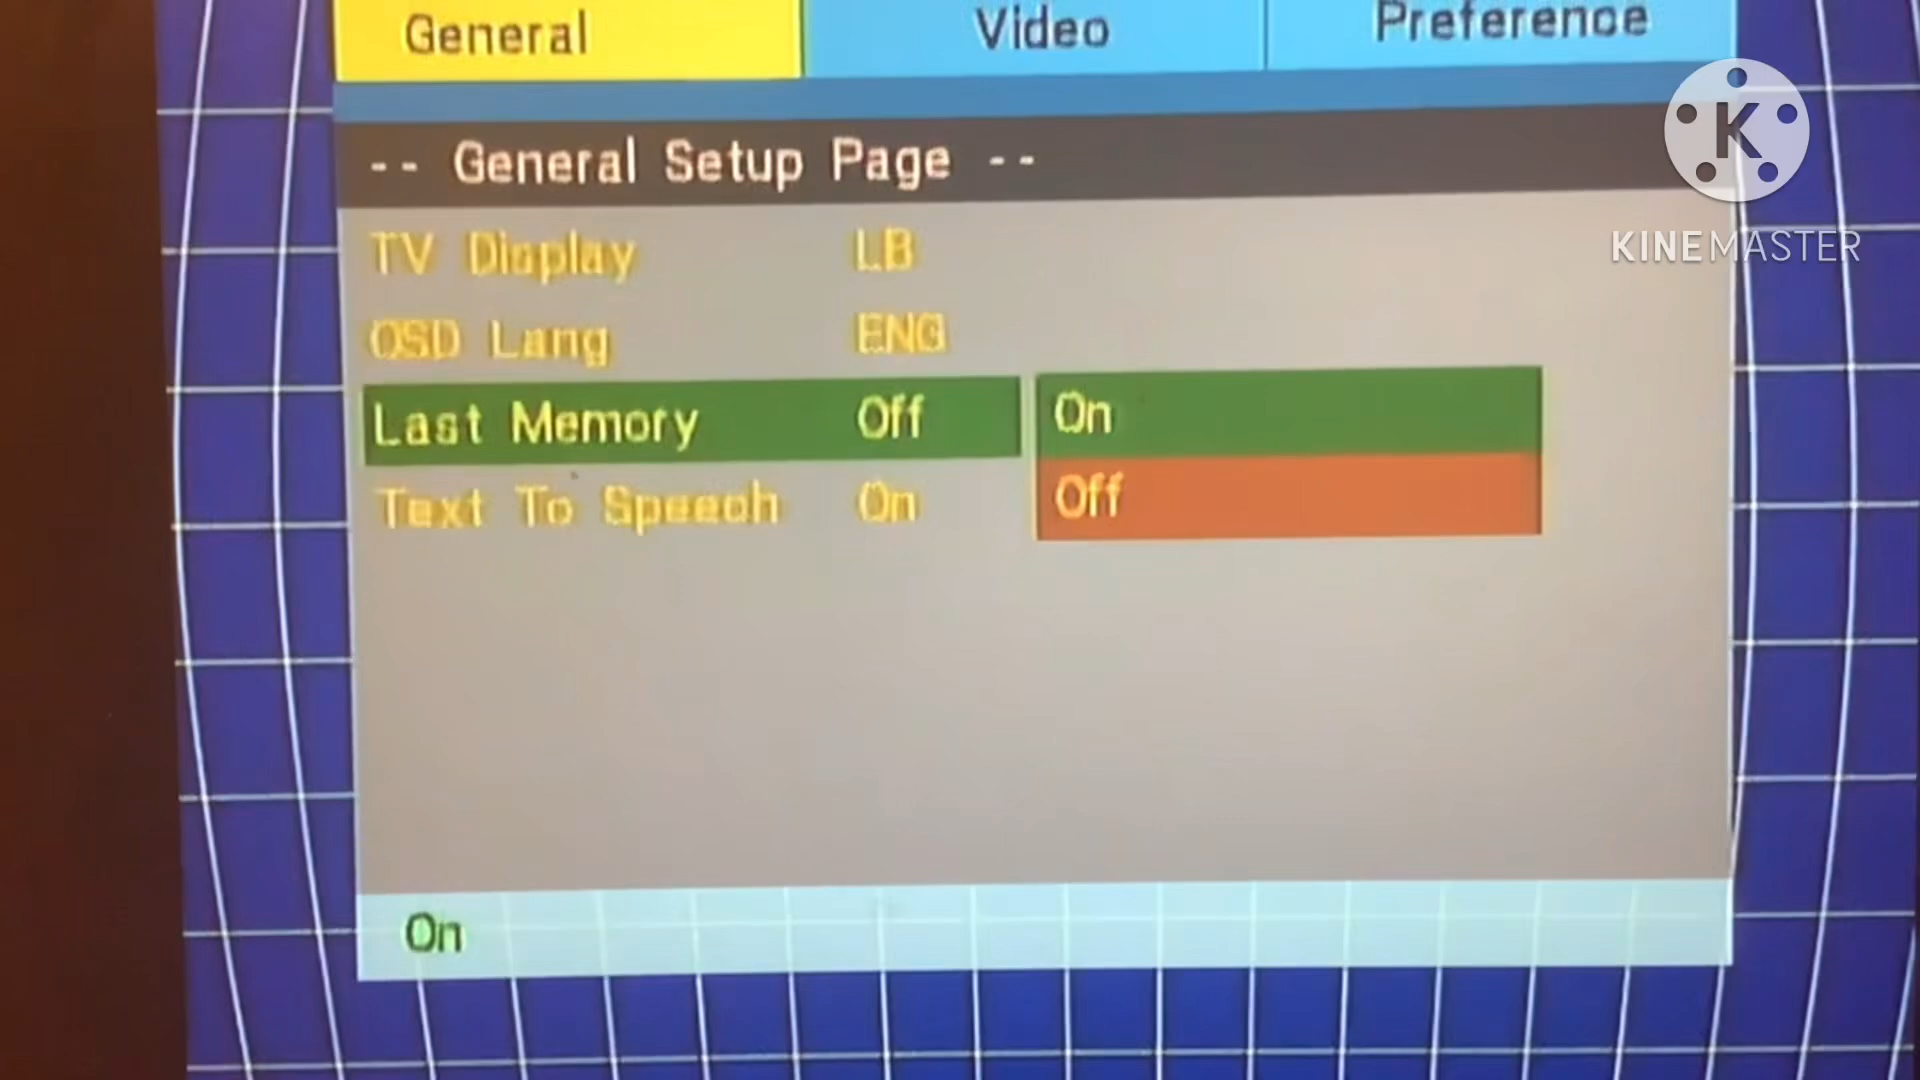 General Video Preference
-- General Setup Page --
K
KINEMASTER
TV Display LB
OSD Lang ENG
Last Memory Off On
Text To Speech On Off
On